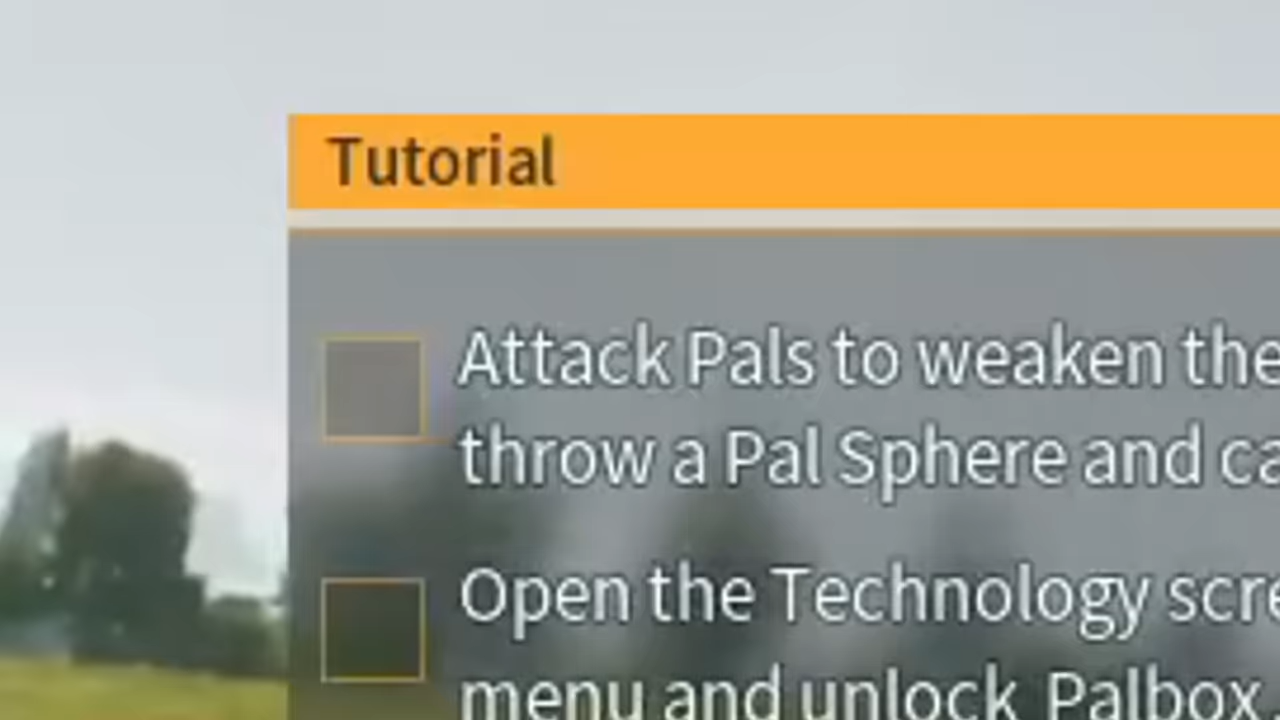 Tutorial
Attack Pals to weaken the
throw a Pal Sphere and ca
Open the Technology scre
menu and unlock Palbox.